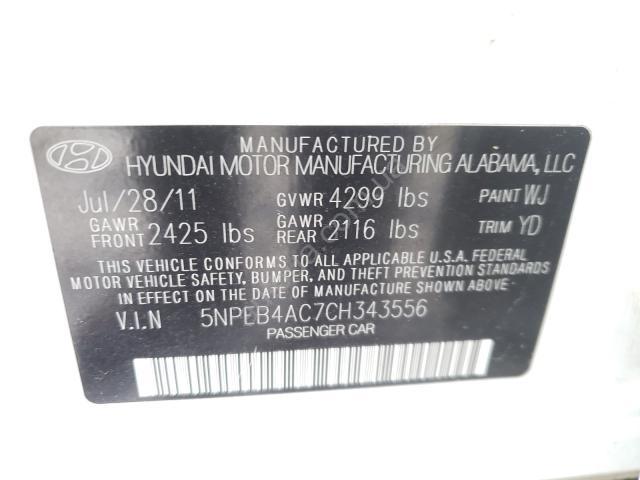 MANUFACTURED BY
HYUNDAI MOTOR MANUFACTURING ALABAMA, LLC
Jul/28/11 GVWR 4299 lbs PAINT WJ
GAWR FRONT 2425 lbs GAWR REAR 2116 lbs TRIM YD
THIS VEHICLE CONFORMS TO ALL APPLICABLE U.S.A. FEDERAL
MOTOR VEHICLE SAFETY, BUMPER, AND THEFT PREVENTION STANDARDS
IN EFFECT ON THE DATE OF MANUFACTURE SHOWN ABOVE.
V.I.N 5NPEB4AC7CH343556
PASSENGER CAR